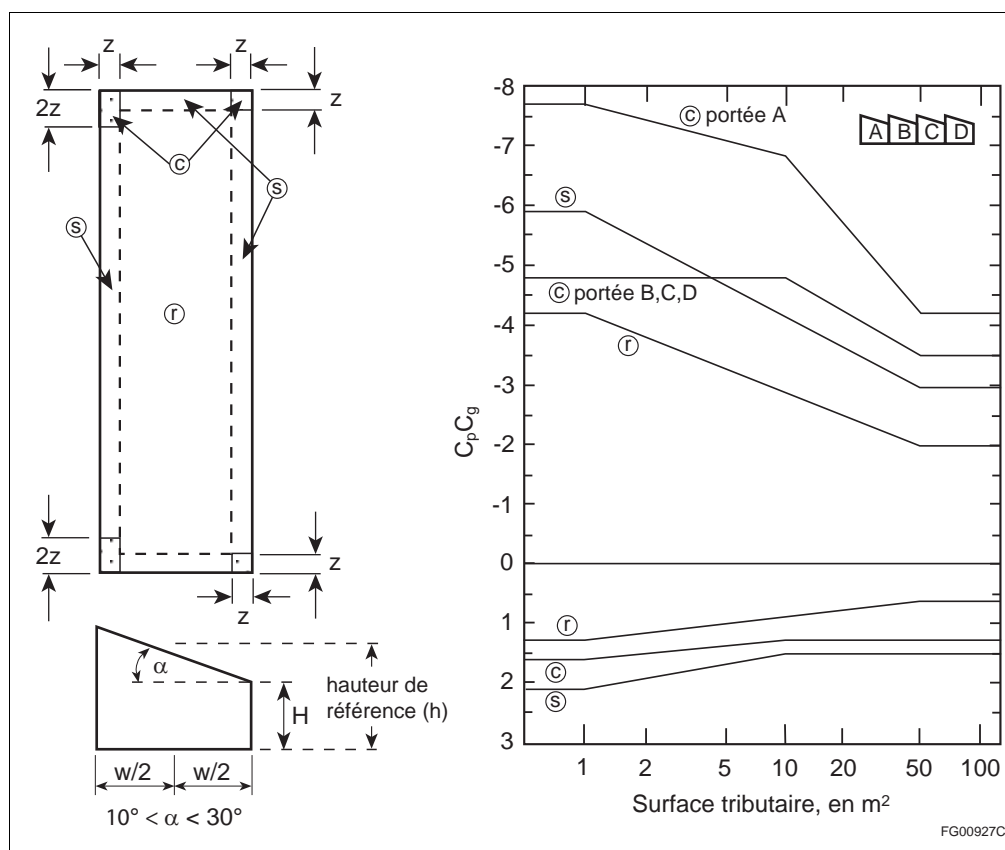 z z
2z z
c
s
s
r
2z z
z
α
H
hauteur de
référence (h)
w/2 w/2
10° < α < 30°
CpCg
-8
-7
-6
-5
-4
-3
-2
-1
0
1
2
3
c portée A
A B C D
s
c portée B,C,D
r
r
c
s
1 2 5 10 20 50 100
Surface tributaire, en m²
FG00927C